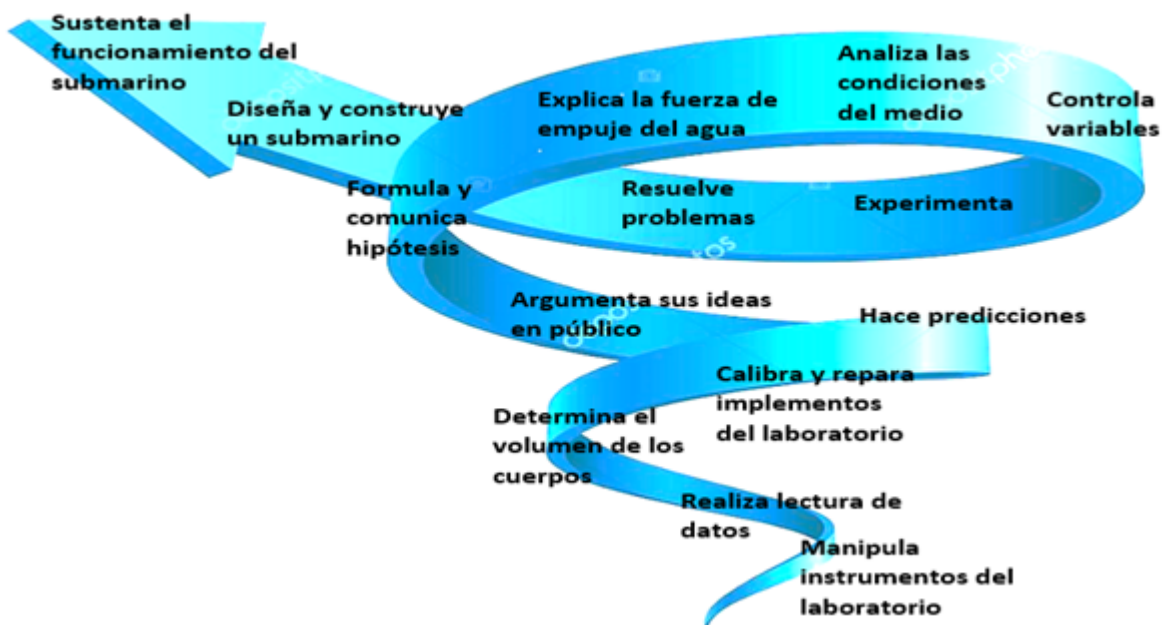 Sustenta el
funcionamiento del
submarino
Diseña y construye
un submarino
Explica la fuerza de
empuje del agua
Analiza las
condiciones
del medio
Controla
variables
Formula y
comunica
hipótesis
Resuelve
problemas
Experimenta
Argumenta sus ideas
en público
Hace predicciones
Calibra y repara
implementos
del laboratorio
Determina el
volumen de los
cuerpos
Realiza lectura de
datos
Manipula
instrumentos del
laboratorio